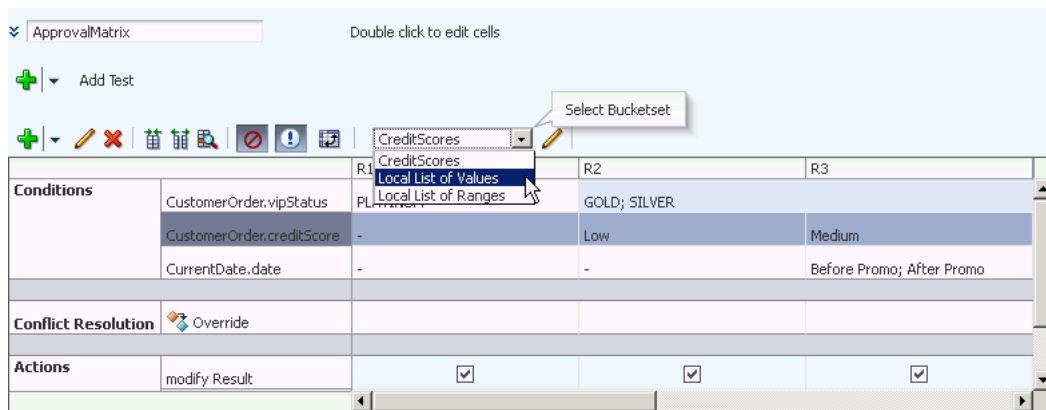 ApprovalMatrix Double click to edit cells
Add Test
Select Bucketset
CreditScores
CreditScores
Local List of Values
Local List of Ranges
R1 R2 R3
Conditions
CustomerOrder.vipStatus GOLD; SILVER
CustomerOrder.creditScore - Low Medium
CurrentDate.date - - Before Promo; After Promo
Conflict Resolution Override
Actions
modify Result